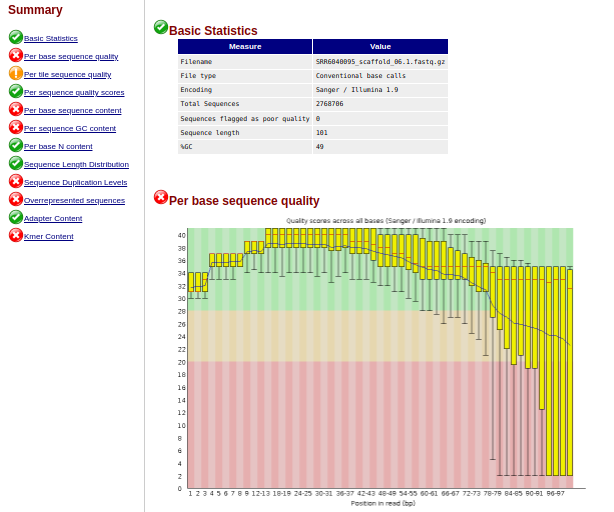 Summary
Basic Statistics
Per base sequence quality
Per tile sequence quality
Per sequence quality scores
Per base sequence content
Per sequence GC content
Per base N content
Sequence Length Distribution
Sequence Duplication Levels
Overrepresented sequences
Adapter Content
Kmer Content
Basic Statistics
Measure Value
Filename SRR6040095_scaffold_06.1.fastq.gz
File type Conventional base calls
Encoding Sanger / Illumina 1.9
Total Sequences 2768706
Sequences flagged as poor quality 0
Sequence length 101
%GC 49
Per base sequence quality
Quality scores across all bases (Sanger / Illumina 1.9 encoding)
40
38
36
34
32
30
28
26
24
22
20
18
16
14
12
10
8
6
4
2
0
1 2 3 4 5 6 7 8 9 12-13 18-19 24-25 30-31 36-37 42-43 48-49 54-55 60-61 66-67 72-73 78-79 84-85 90-91 96-97
Position in read (bp)